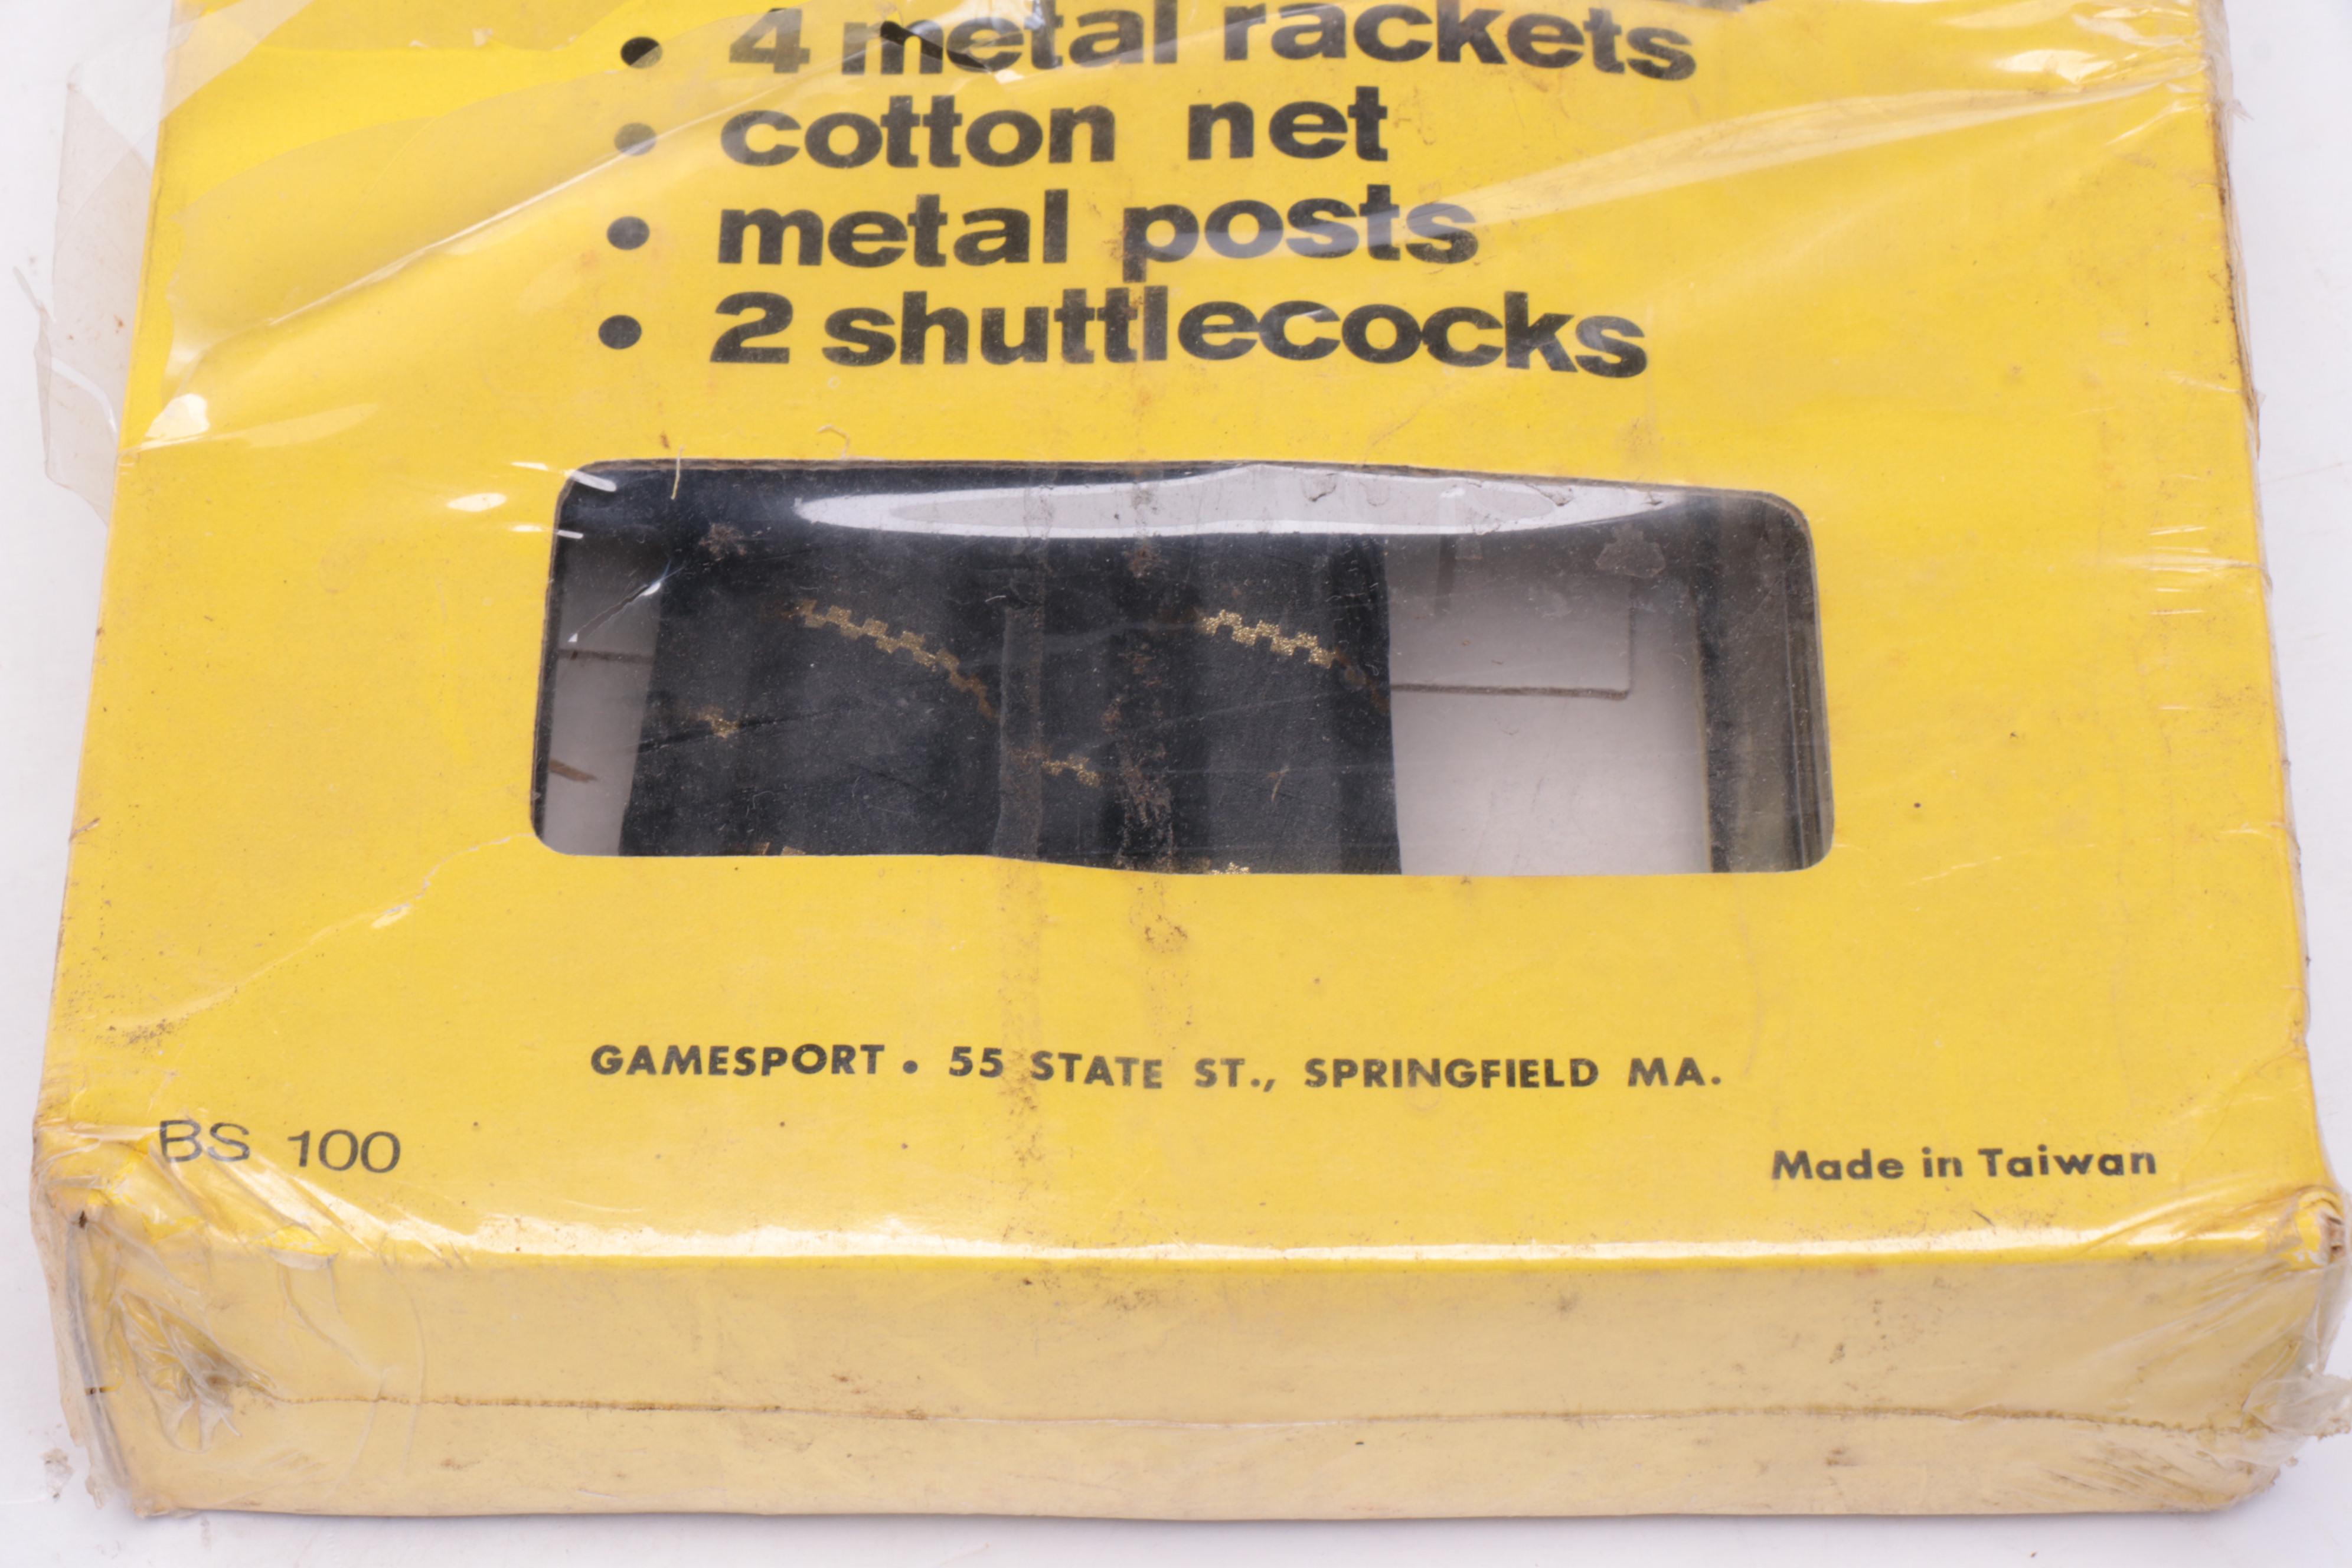 • 4 metal rackets
• cotton net
• metal posts
• 2 shuttlecocks
GAMESPORT • 55 STATE ST., SPRINGFIELD MA.
BS 100
Made in Taiwan